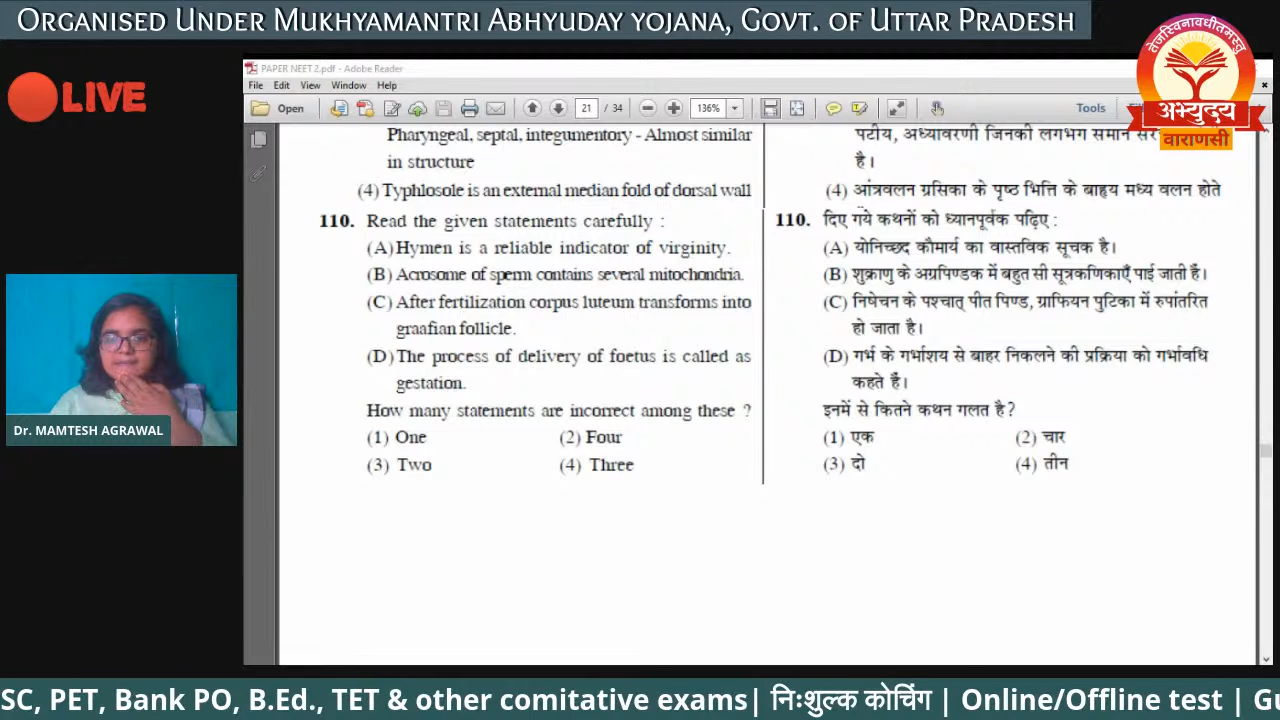 ORGANISED UNDER MUKHYAMANTRI ABHYUDAY YOJANA, GOVT. OF UTTAR PRADESH
तेजस्विनावधीतमस्तु
अभ्युदय
वाराणसी
LIVE
PAPER NEET 2.pdf - Adobe Reader
File Edit View Window Help
Open 21 / 34 136% Tools
Pharyngeal, septal, integumentory - Almost similar
in structure
(4) Typhlosole is an external median fold of dorsal wall
110. Read the given statements carefully :
(A) Hymen is a reliable indicator of virginity.
(B) Acrosome of sperm contains several mitochondria.
(C) After fertilization corpus luteum transforms into
graafian follicle.
(D) The process of delivery of foetus is called as
gestation.
How many statements are incorrect among these ?
(1) One (2) Four
(3) Two (4) Three
पटीय, अध्यावरणी जिनकी लगभग समान
है।
(4) आंत्रवलन ग्रसिका के पृष्ठ भित्ति के बाहृय मध्य वलन होते
110. दिए गये कथनों को ध्यानपूर्वक पढ़िए :
(A) योनिच्छद कौमार्य का वास्तविक सूचक है।
(B) शुक्राणु के अग्रपिण्डक में बहुत सी सूत्रकणिकाएँ पाई जाती हैं।
(C) निषेचन के पश्चात् पीत पिण्ड, ग्राफियन पुटिका में रुपांतरित
हो जाता है।
(D) गर्भ के गर्भाशय से बाहर निकलने की प्रक्रिया को गर्भावधि
कहते हैं।
इनमें से कितने कथन गलत है?
(1) एक (2) चार
(3) दो (4) तीन
Dr. MAMTESH AGRAWAL
SC, PET, Bank PO, B.Ed., TET & other comitative exams| निःशुल्क कोचिंग | Online/Offline test |